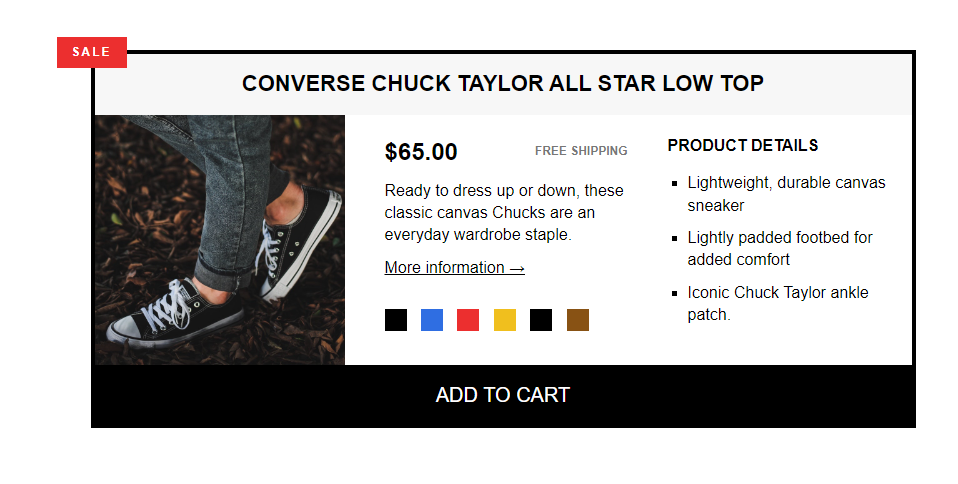 SALE
CONVERSE CHUCK TAYLOR ALL STAR LOW TOP
$65.00
FREE SHIPPING
Ready to dress up or down, these
classic canvas Chucks are an
everyday wardrobe staple.
More information →
PRODUCT DETAILS
Lightweight, durable canvas
sneaker
Lightly padded footbed for
added comfort
Iconic Chuck Taylor ankle
patch.
ADD TO CART